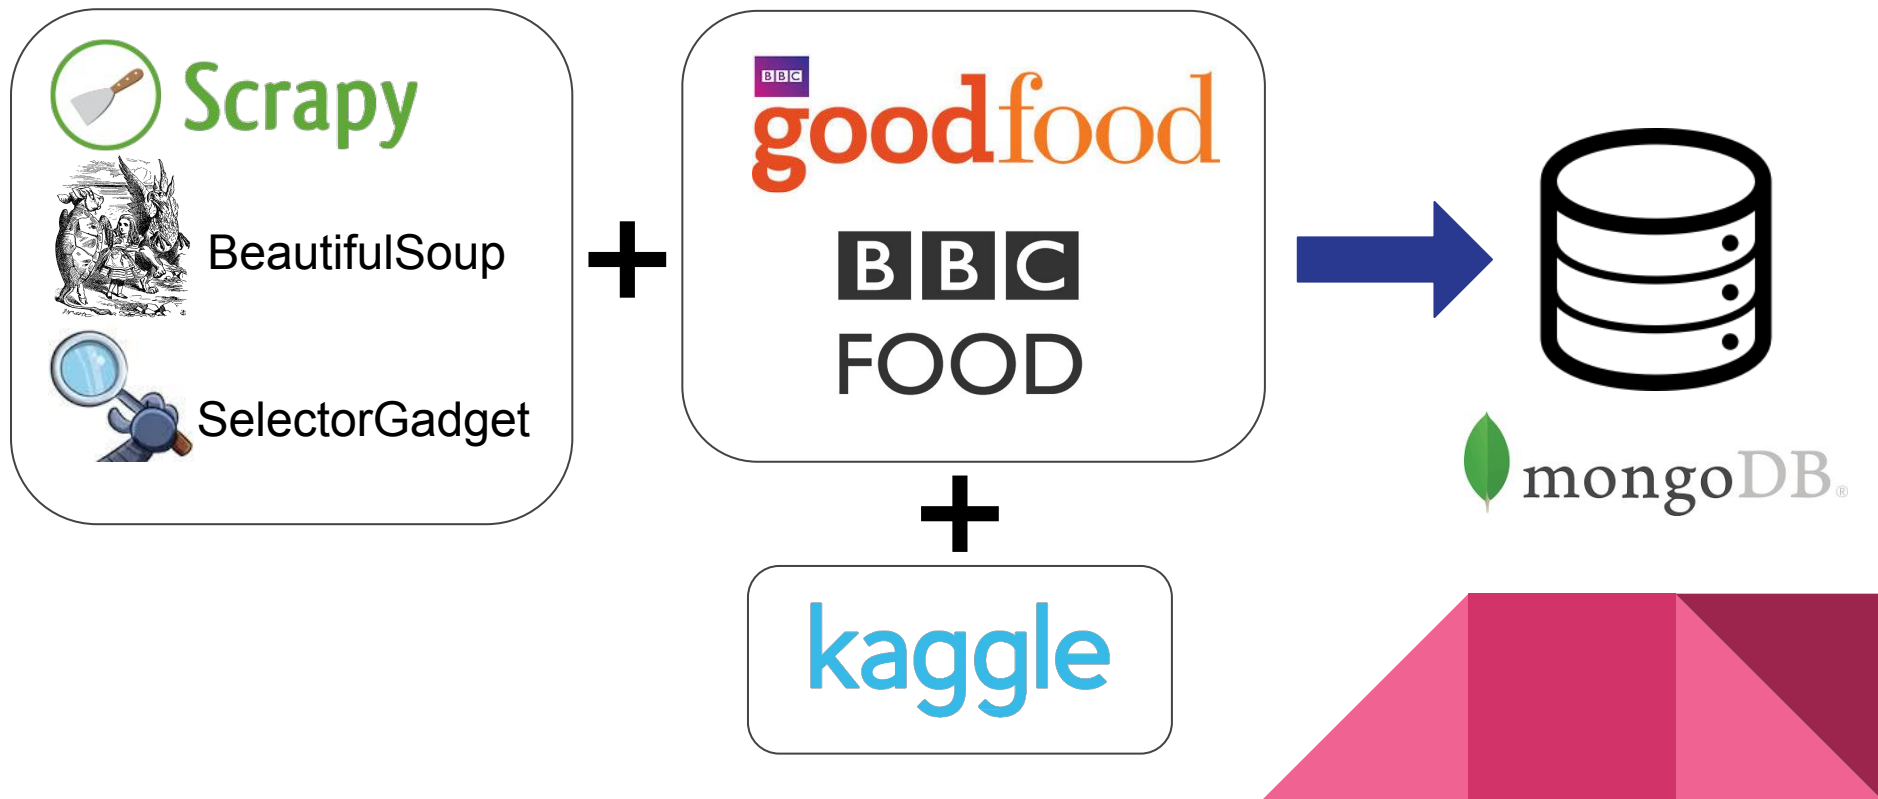 Scrapy
BeautifulSoup
SelectorGadget
+
BBC
goodfood
BBC
FOOD
+
kaggle
mongoDB®